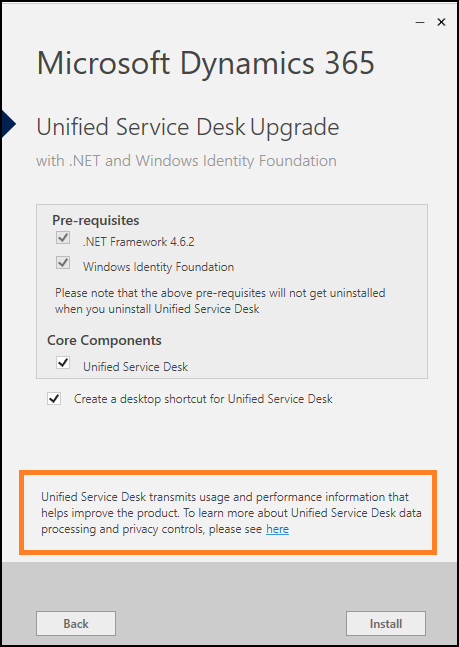 Microsoft Dynamics 365
Unified Service Desk Upgrade
with .NET and Windows Identity Foundation
Pre-requisites
.NET Framework 4.6.2
Windows Identity Foundation
Please note that the above pre-requisites will not get uninstalled
when you uninstall Unified Service Desk
Core Components
Unified Service Desk
Create a desktop shortcut for Unified Service Desk
Unified Service Desk transmits usage and performance information that
helps improve the product. To learn more about Unified Service Desk data
processing and privacy controls, please see here
Back
Install